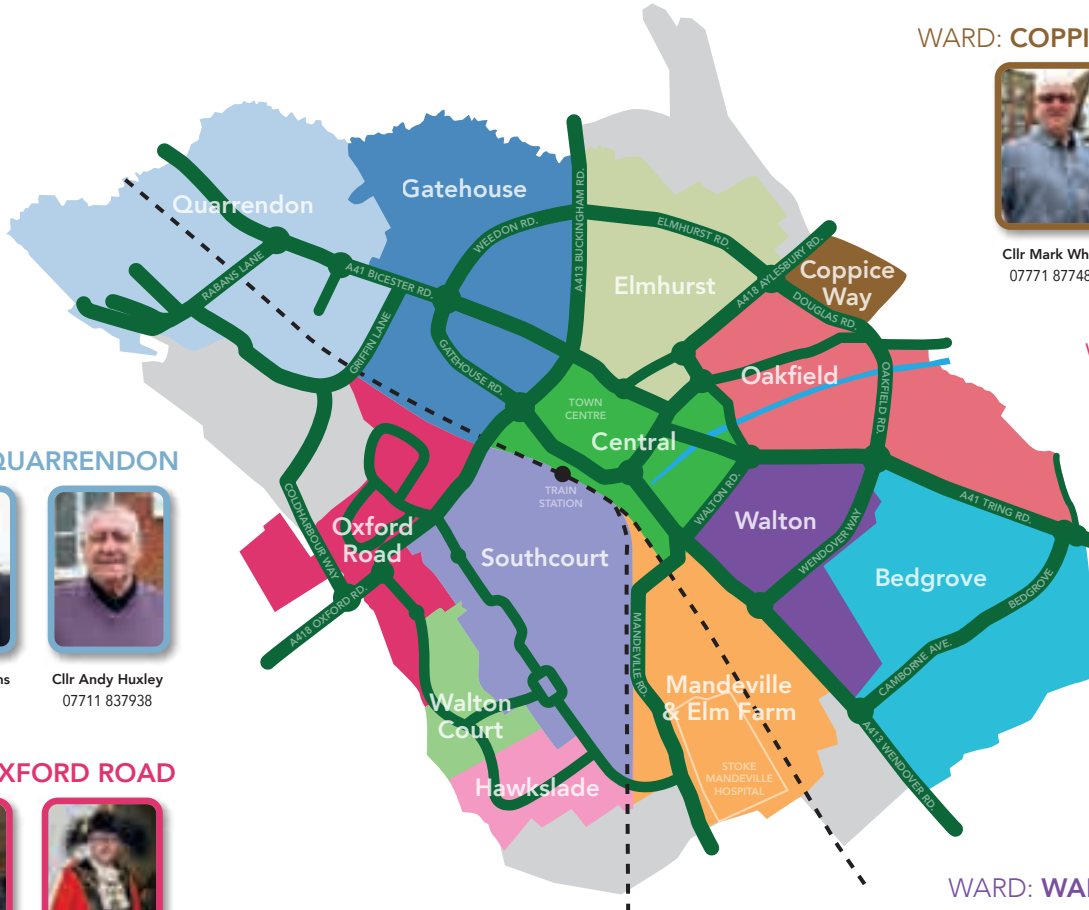 WARD: COPPI
Cllr Mark Wh
07771 87748
Quarrendon
Gatehouse
Elmhurst
Coppice
Way
Oakfield
TOWN
CENTRE
Central
TRAIN
STATION
Oxford
Road
Southcourt
Walton
Bedgrove
Walton
Court
Hawkslade
Mandeville
& Elm Farm
STOKE
MANDEVILLE
HOSPITAL
RABANS LANE
A41 BICESTER RD.
GRIFFIN LANE
WEEDON RD.
GATEHOUSE RD.
A413 BUCKINGHAM RD.
ELMHURST RD.
A418 AYLESBURY RD.
DOUGLAS RD.
OAKFIELD RD.
WALTON RD.
WENDOVER WAY
A41 TRING RD.
BEDGROVE
CAMBORNE AVE.
A413 WENDOVER RD.
MANDEVILLE RD.
COLDHARBOUR WAY
A418 OXFORD RD.
QUARRENDON
ns
Cllr Andy Huxley
07711 837938
XFORD ROAD
WARD: WAL